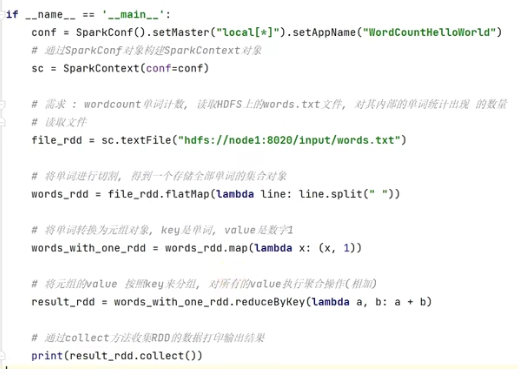 if __name__ == '__main__':
    conf = SparkConf().setMaster("local[*]").setAppName("WordCountHelloWorld")
    # 通过SparkConf对象构建SparkContext对象
    sc = SparkContext(conf=conf)

    # 需求 : wordcount单词计数, 读取HDFS上的words.txt文件, 对其内部的单词统计出现 的数量
    # 读取文件
    file_rdd = sc.textFile("hdfs://node1:8020/input/words.txt")

    # 将单词进行切割, 得到一个存储全部单词的集合对象
    words_rdd = file_rdd.flatMap(lambda line: line.split(" "))

    # 将单词转换为元组对象, key是单词, value是数字1
    words_with_one_rdd = words_rdd.map(lambda x: (x, 1))

    # 将元组的value 按照key来分组, 对所有的value执行聚合操作(相加)
    result_rdd = words_with_one_rdd.reduceByKey(lambda a, b: a + b)

    # 通过collect方法收集RDD的数据打印输出结果
    print(result_rdd.collect())